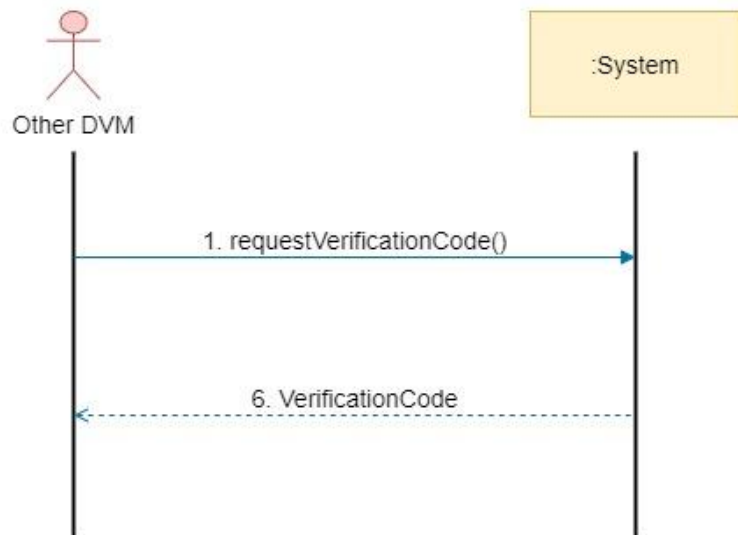 :System
Other DVM
1. requestVerificationCode()
6. VerificationCode